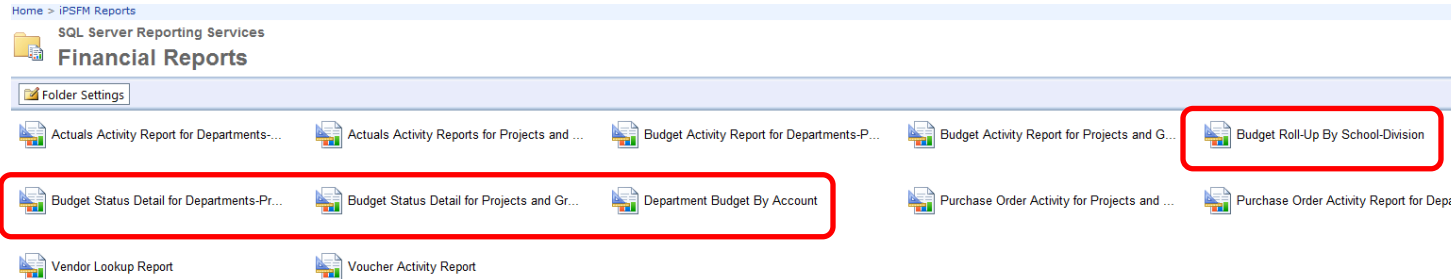 Home > iPSFM Reports
SQL Server Reporting Services
Financial Reports
Folder Settings
Actuals Activity Report for Departments-... Actuals Activity Reports for Projects and ... Budget Activity Report for Departments-P... Budget Activity Report for Projects and G... Budget Roll-Up By School-Division
Budget Status Detail for Departments-Pr... Budget Status Detail for Projects and Gr... Department Budget By Account Purchase Order Activity for Projects and ... Purchase Order Activity Report for Depa
Vendor Lookup Report Voucher Activity Report